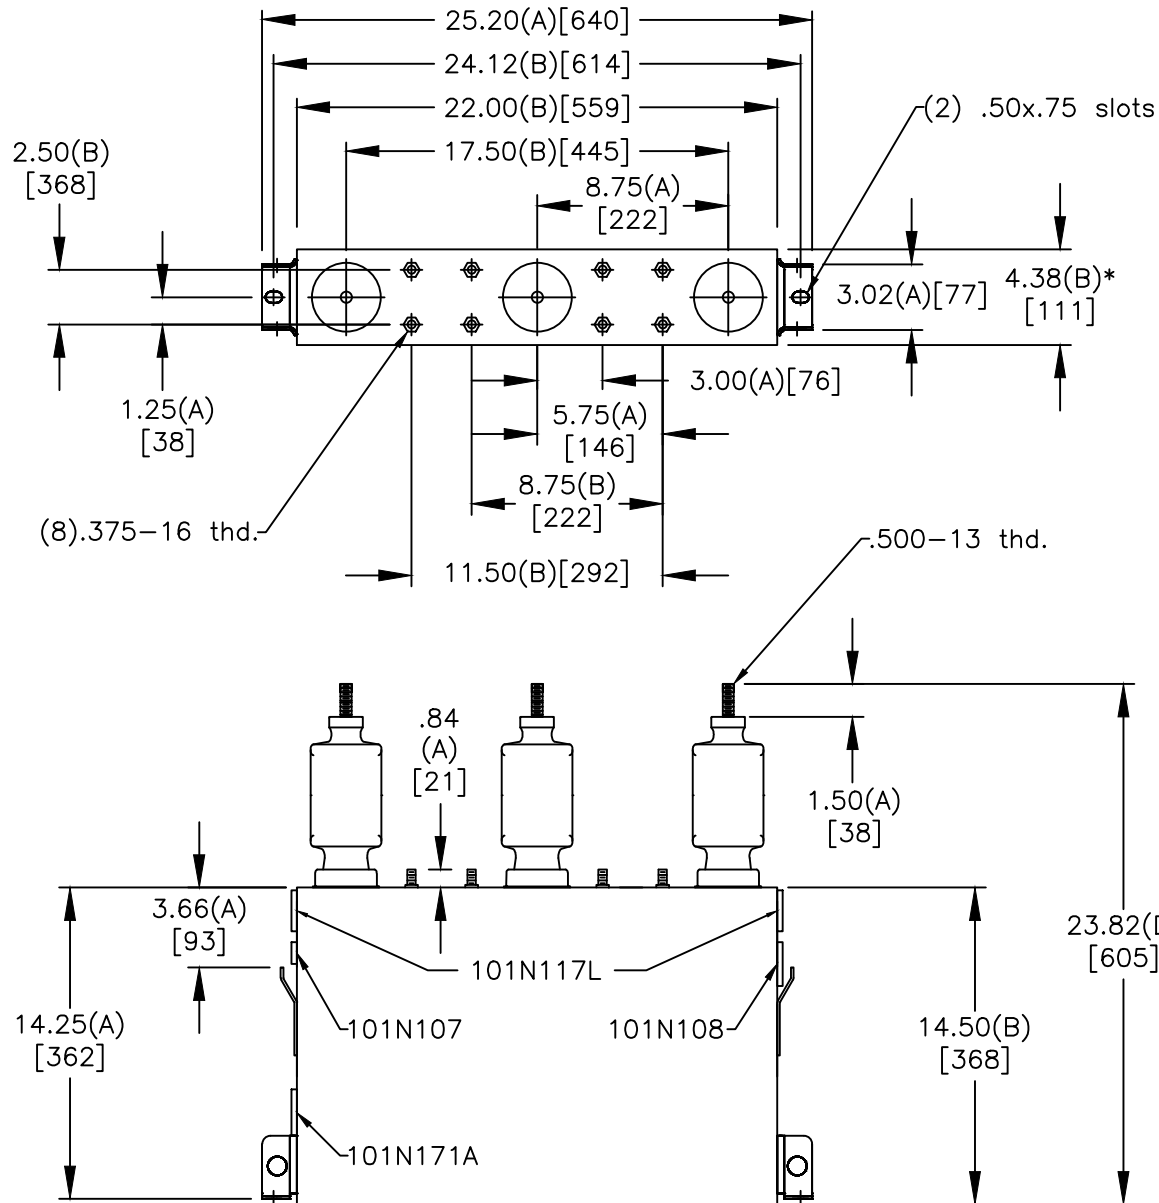 25.20(A)[640]
24.12(B)[614]
22.00(B)[559]
(2) .50x.75 slots
17.50(B)[445]
2.50(B)
[368]
8.75(A)
[222]
3.02(A)[77]
4.38(B)*
[111]
3.00(A)[76]
1.25(A)
[38]
5.75(A)
[146]
8.75(B)
[222]
(8).375-16 thd.
.500-13 thd.
11.50(B)[292]
.84
(A)
[21]
1.50(A)
[38]
3.66(A)
[93]
23.82(
[605]
101N117L
14.25(A)
[362]
101N107
101N108
14.50(B)
[368]
101N171A